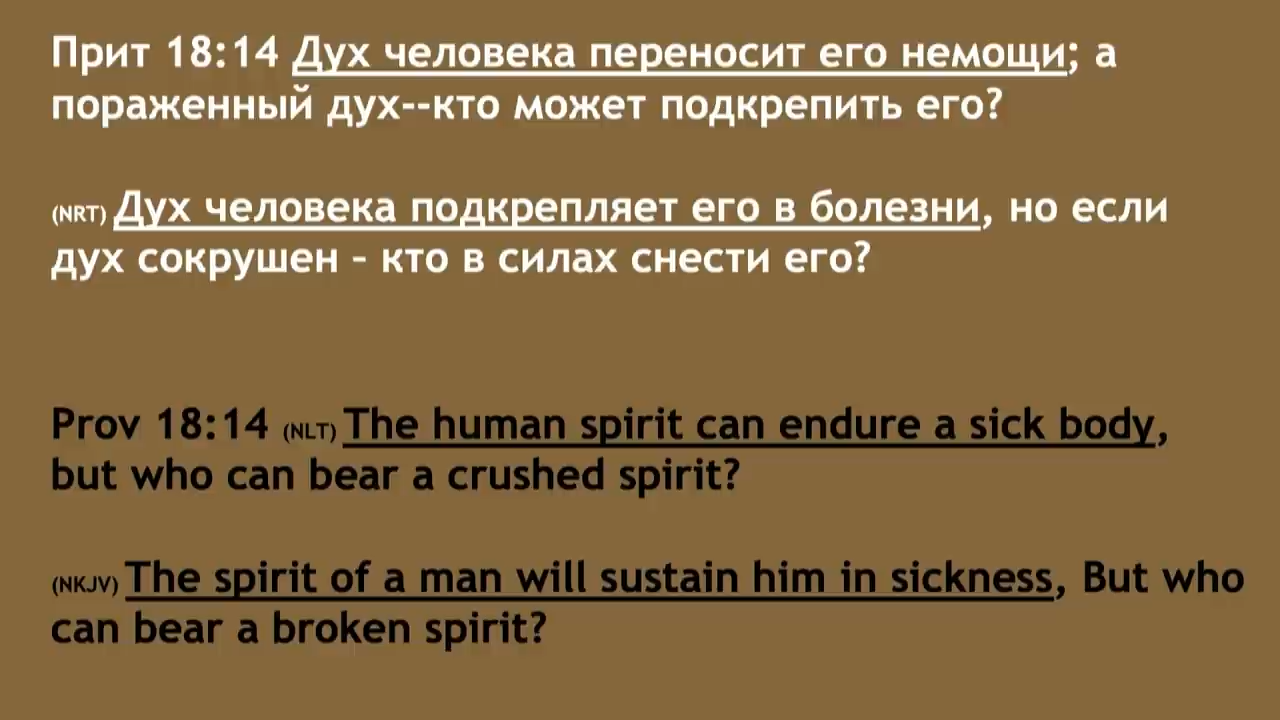 Прит 18:14 Дух человека переносит его немощи; а
пораженный дух--кто может подкрепить его?
(NRT) Дух человека подкрепляет его в болезни, но если
дух сокрушен – кто в силах снести его?
Prov 18:14 (NLT) The human spirit can endure a sick body,
but who can bear a crushed spirit?
(NKJV) The spirit of a man will sustain him in sickness, But who
can bear a broken spirit?